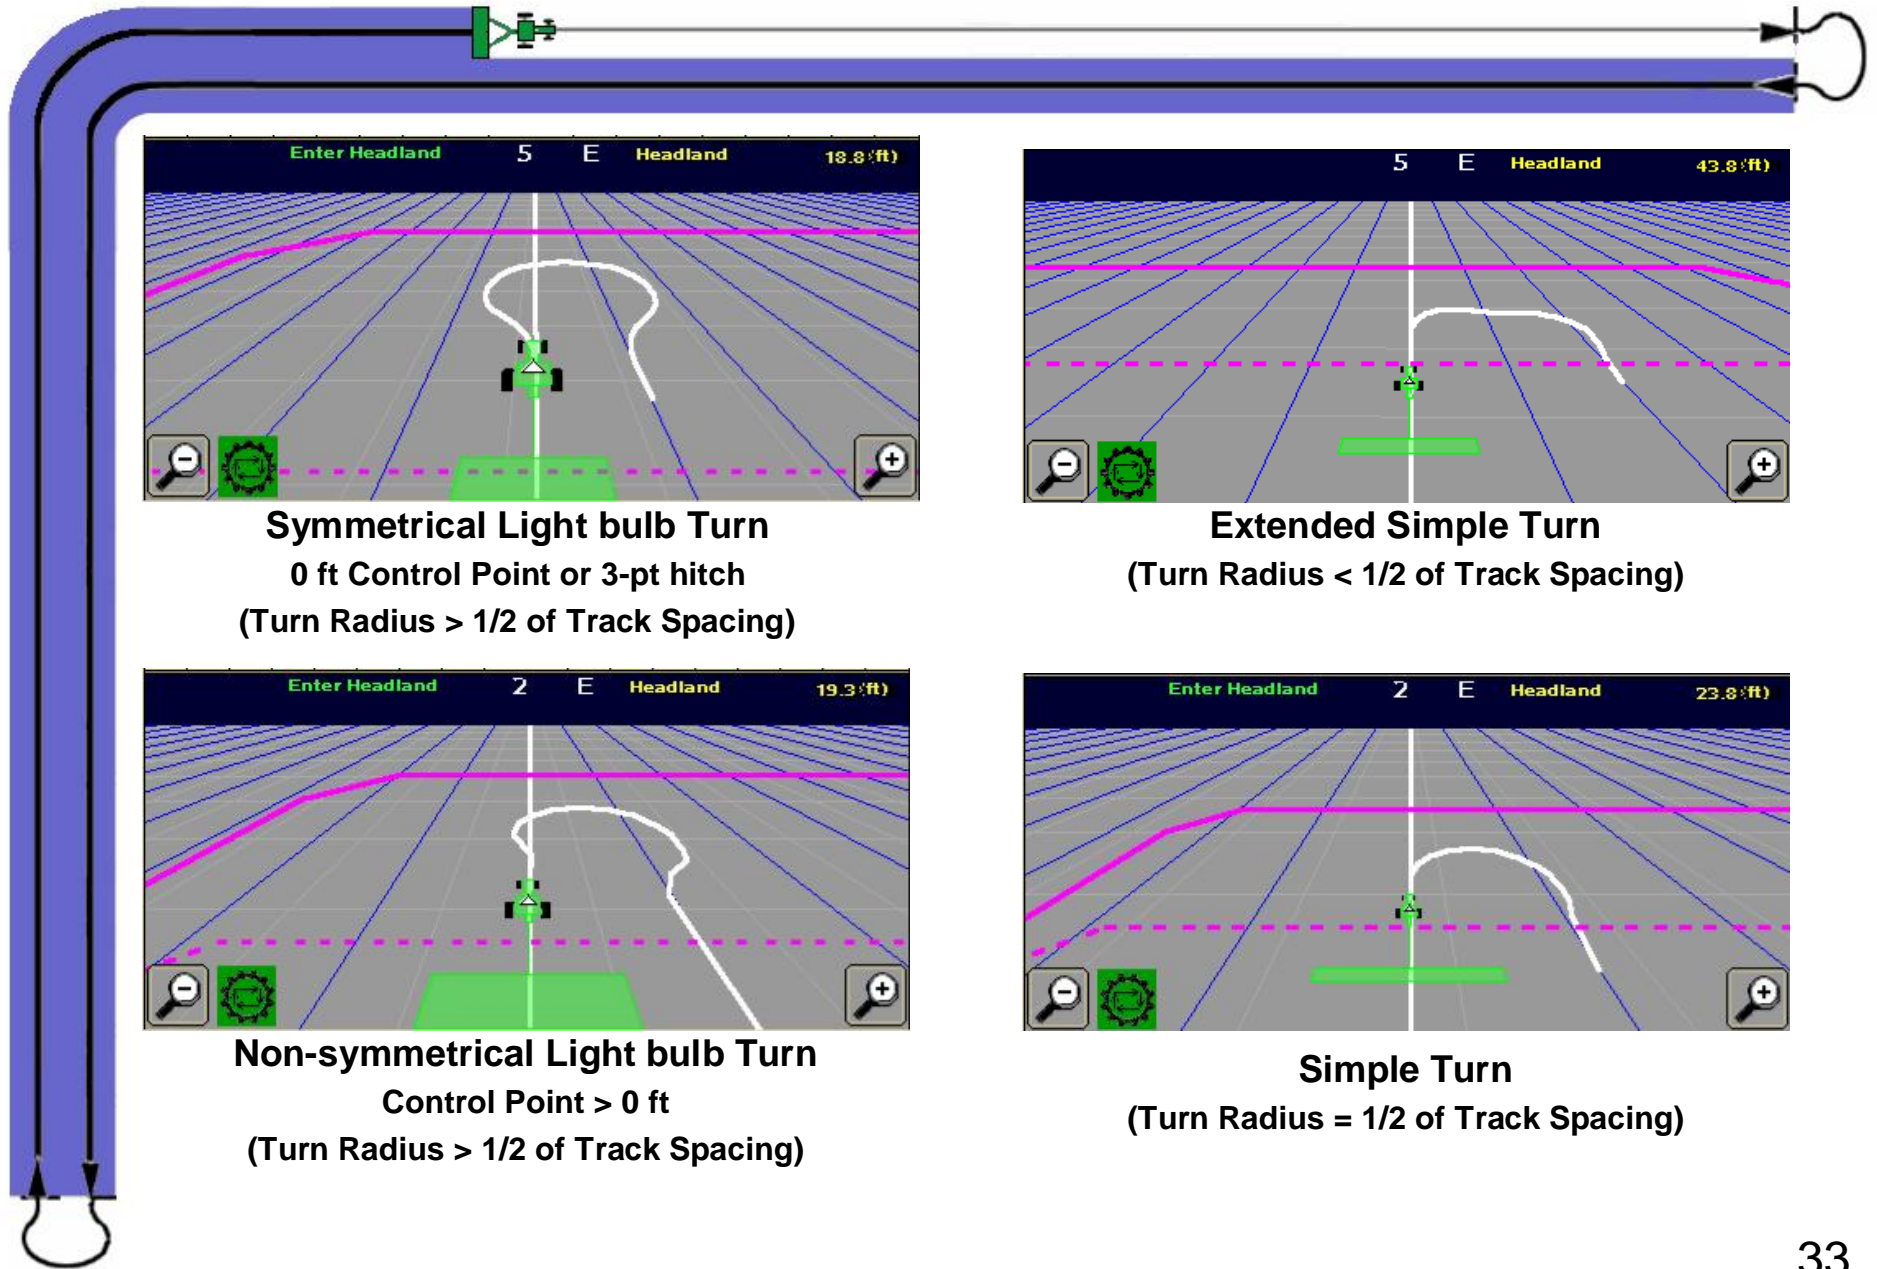 Enter Headland 5 E Headland 18.8(ft)
5 E Headland 43.8(ft)
Symmetrical Light bulb Turn
0 ft Control Point or 3-pt hitch
(Turn Radius > 1/2 of Track Spacing)
Extended Simple Turn
(Turn Radius < 1/2 of Track Spacing)
Enter Headland 2 E Headland 19.3(ft)
Enter Headland 2 E Headland 23.8(ft)
Non-symmetrical Light bulb Turn
Control Point > 0 ft
(Turn Radius > 1/2 of Track Spacing)
Simple Turn
(Turn Radius = 1/2 of Track Spacing)
33